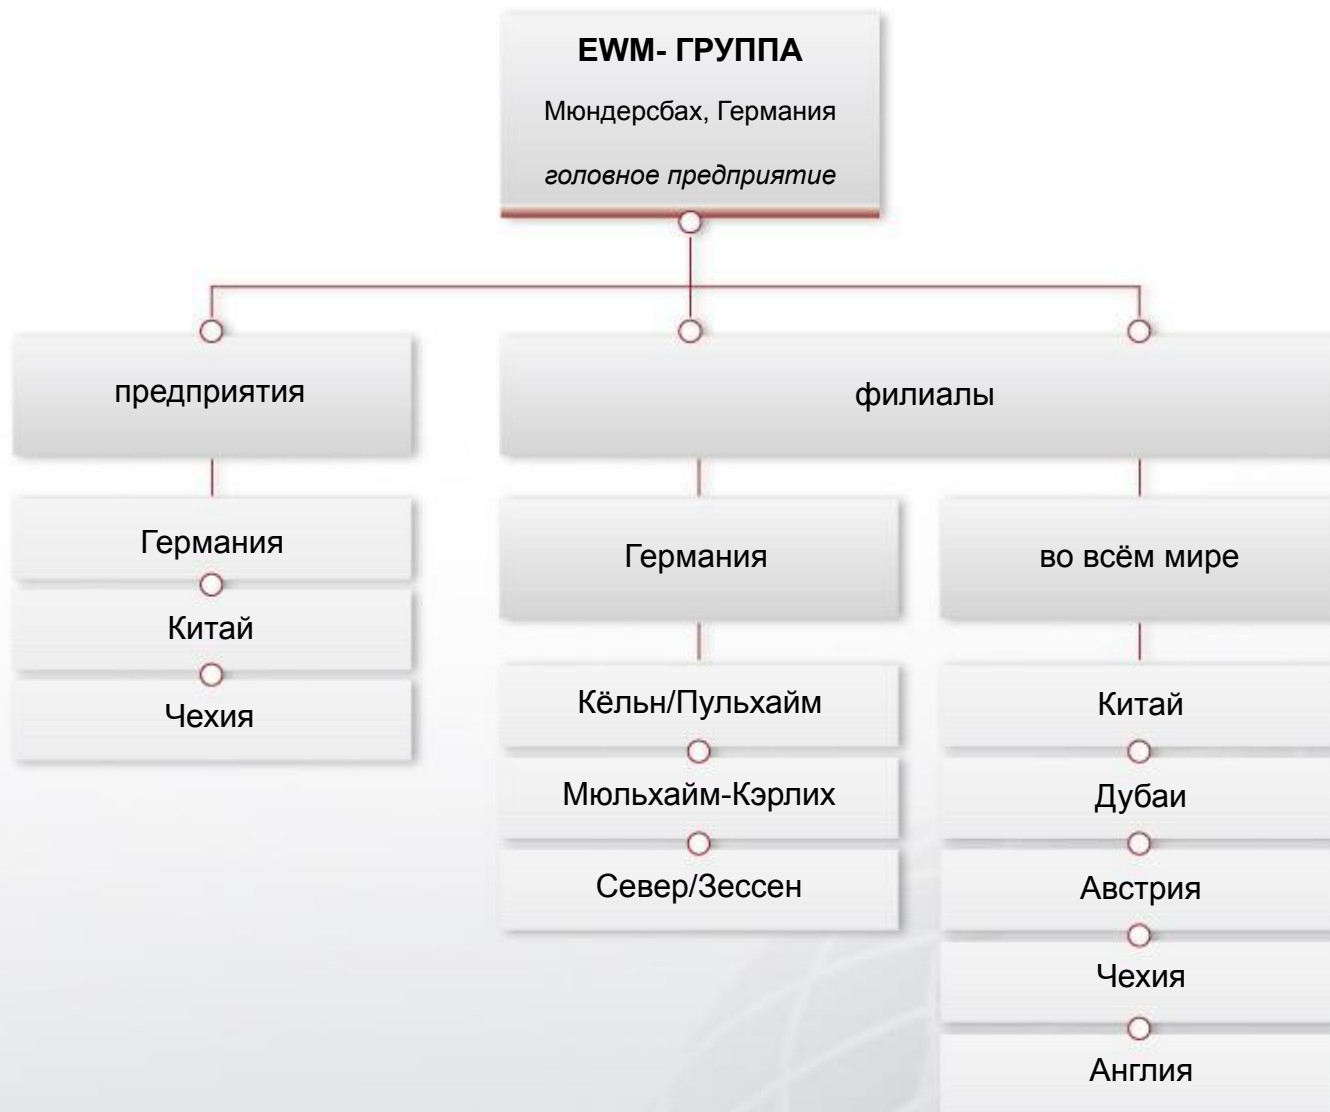 EWM- ГРУППА
Мюндерсбах, Германия
головное предприятие
предприятия
филиалы
Германия
Китай
Чехия
Германия
во всём мире
Кёльн/Пульхайм
Мюльхайм-Кэрлих
Север/Зессен
Китай
Дубаи
Австрия
Чехия
Англия